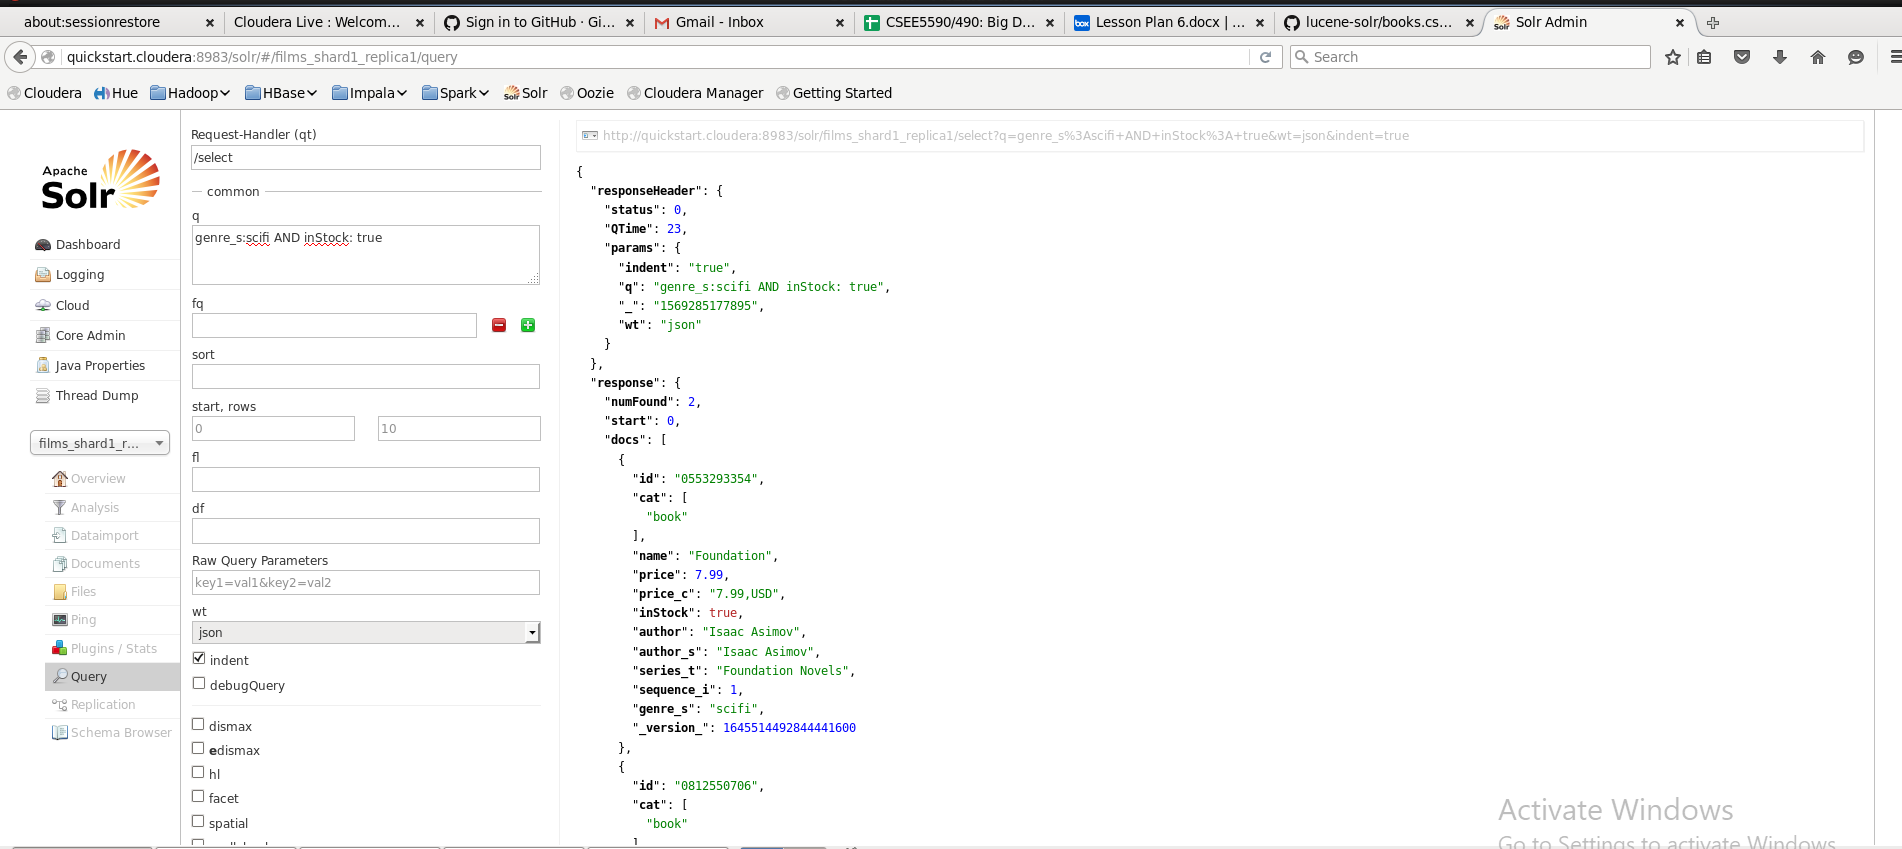 about:sessionrestore
Cloudera Live : Welcom...
Sign in to GitHub · Gi...
Gmail - Inbox
CSEE5590/490: Big D...
Lesson Plan 6.docx | ...
lucene-solr/books.cs...
Solr Admin
quickstart.cloudera:8983/solr/#/films_shard1_replica1/query
Search
Cloudera
Hue
Hadoop
HBase
Impala
Spark
Solr
Oozie
Cloudera Manager
Getting Started
Apache
Solr
Dashboard
Logging
Cloud
Core Admin
Java Properties
Thread Dump
films_shard1_r...
Overview
Analysis
Dataimport
Documents
Files
Ping
Plugins / Stats
Query
Replication
Schema Browser
Request-Handler (qt)
/select
common
q
genre_s:scifi AND inStock: true
fq
sort
start, rows
0
10
fl
df
Raw Query Parameters
key1=val1&key2=val2
wt
json
indent
debugQuery
dismax
edismax
hl
facet
spatial
http://quickstart.cloudera:8983/solr/films_shard1_replica1/select?q=genre_s%3Ascifi+AND+inStock%3A+true&wt=json&indent=true
{
"responseHeader": {
"status": 0,
"QTime": 23,
"params": {
"indent": "true",
"q": "genre_s:scifi AND inStock: true",
"_": "1569285177895",
"wt": "json"
}
},
"response": {
"numFound": 2,
"start": 0,
"docs": [
{
"id": "0553293354",
"cat": [
"book"
],
"name": "Foundation",
"price": 7.99,
"price_c": "7.99,USD",
"inStock": true,
"author": "Isaac Asimov",
"author_s": "Isaac Asimov",
"series_t": "Foundation Novels",
"sequence_i": 1,
"genre_s": "scifi",
"_version_": 1645514492844441600
},
{
"id": "0812550706",
"cat": [
"book"
]
Activate Windows
Go to Settings to activate Windows.